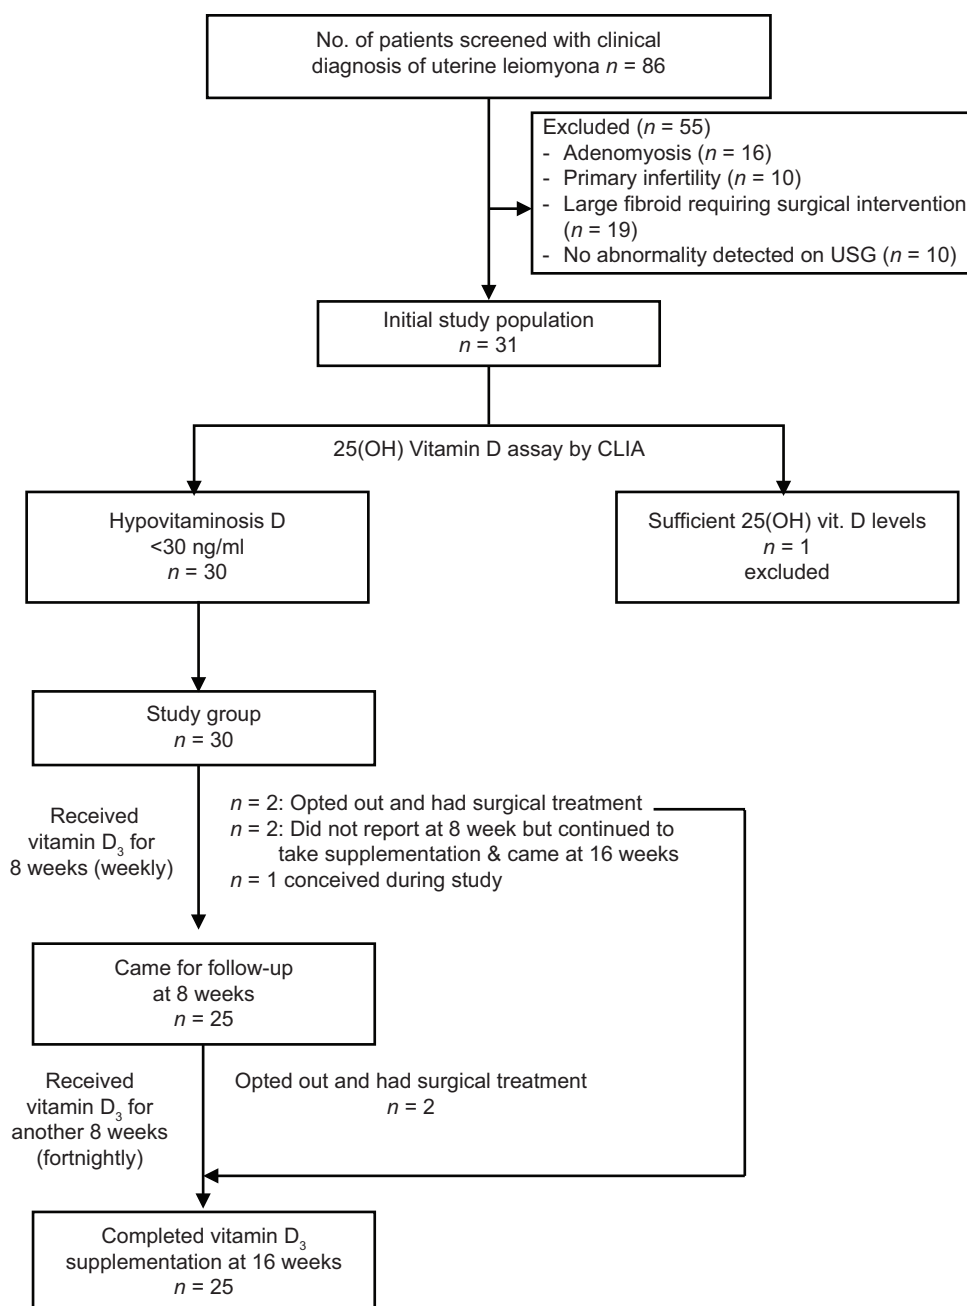 No. of patients screened with clinical
diagnosis of uterine leiomyona n = 86
Excluded (n = 55)
- Adenomyosis (n = 16)
- Primary infertility (n = 10)
- Large fibroid requiring surgical intervention
(n = 19)
- No abnormality detected on USG (n = 10)
Initial study population
n = 31
25(OH) Vitamin D assay by CLIA
Hypovitaminosis D
<30 ng/ml
n = 30
Sufficient 25(OH) vit. D levels
n = 1
excluded
Study group
n = 30
Received
vitamin D₃ for
8 weeks (weekly)
n = 2: Opted out and had surgical treatment
n = 2: Did not report at 8 week but continued to
take supplementation & came at 16 weeks
n = 1 conceived during study
Came for follow-up
at 8 weeks
n = 25
Received
vitamin D₃ for
another 8 weeks
(fortnightly)
Opted out and had surgical treatment
n = 2
Completed vitamin D₃
supplementation at 16 weeks
n = 25